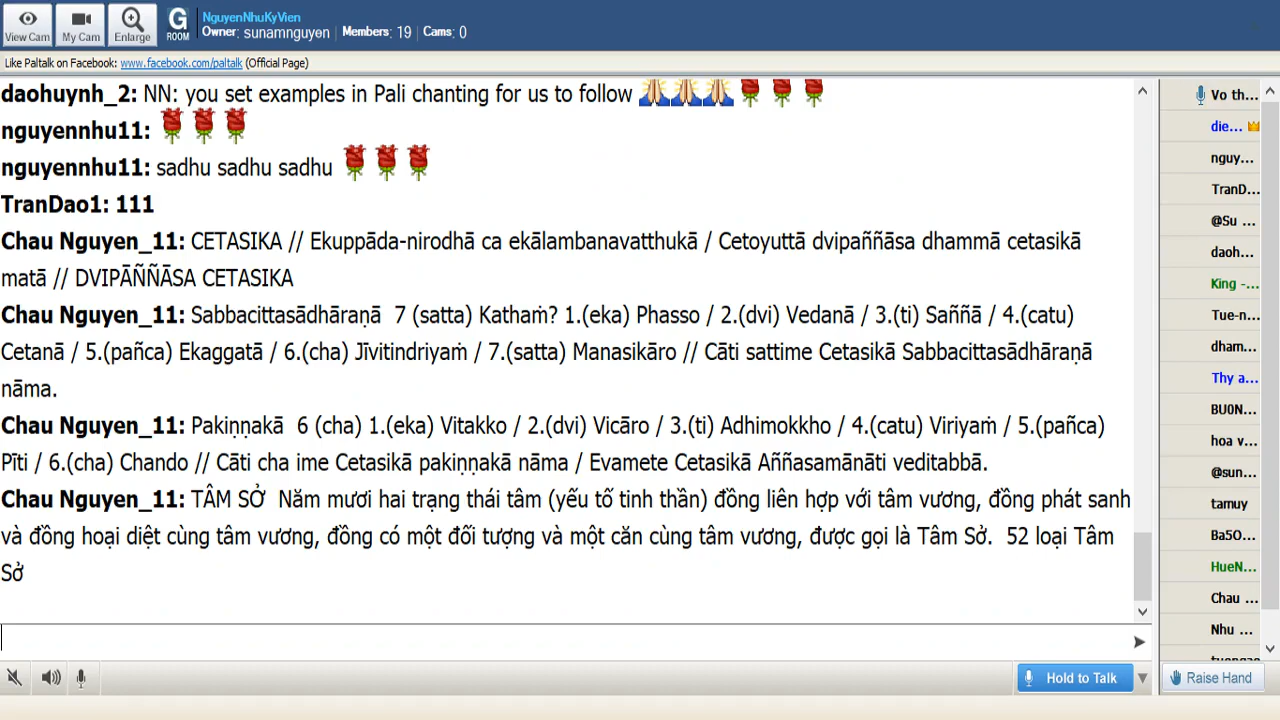 View Cam
My Cam
Enlarge
G
ROOM
NguyenNhuKyVien
Owner: sunamnguyen | Members: 19 | Cams: 0
Like Paltalk on Facebook: www.facebook.com/paltalk (Official Page)
daohuynh_2: NN: you set examples in Pali chanting for us to follow
nguyennhu11:
nguyennhu11: sadhu sadhu sadhu
TranDao1: 111
Chau Nguyen_11: CETASIKA // Ekuppāda-nirodhā ca ekālambanavatthukā / Cetoyuttā dvipaññāsa dhammā cetasikā
matā // DVIPĀÑÑĀSA CETASIKA
Chau Nguyen_11: Sabbacittasādhāraṇā 7 (satta) Kathaṁ? 1.(eka) Phasso / 2.(dvi) Vedanā / 3.(ti) Saññā / 4.(catu)
Cetanā / 5.(pañca) Ekaggatā / 6.(cha) Jīvitindriyaṁ / 7.(satta) Manasikāro // Cāti sattime Cetasikā Sabbacittasādhāraṇā
nāma.
Chau Nguyen_11: Pakiṇṇakā 6 (cha) 1.(eka) Vitakko / 2.(dvi) Vicāro / 3.(ti) Adhimokkho / 4.(catu) Viriyaṁ / 5.(pañca)
Pīti / 6.(cha) Chando // Cāti cha ime Cetasikā pakiṇṇakā nāma / Evamete Cetasikā Aññasamānāti veditabbā.
Chau Nguyen_11: TÂM SỞ Năm mươi hai trạng thái tâm (yếu tố tinh thần) đồng liên hợp với tâm vương, đồng phát sanh
và đồng hoại diệt cùng tâm vương, đồng có một đối tượng và một căn cùng tâm vương, được gọi là Tâm Sở. 52 loại Tâm
Sở
Vo th...
die...
nguy...
TranD...
@Su ...
daoh...
King -...
Tue-n...
dham...
Thy a...
BU0N...
hoa v...
@sun...
tamuy
Ba5O...
HueN...
Chau ...
Nhu ...
Hold to Talk
Raise Hand